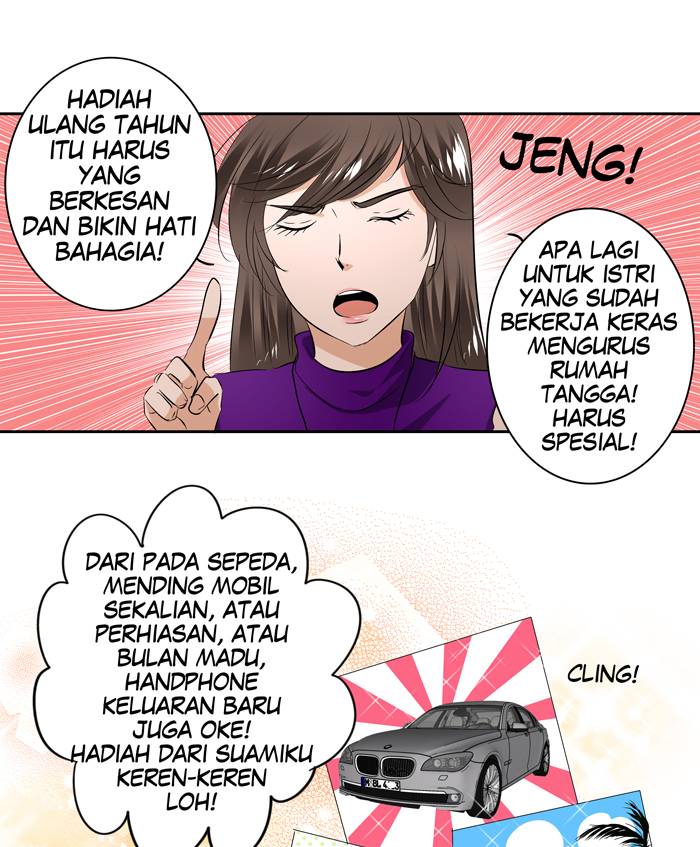 HADIAH
ULANG TAHUN
ITU HARUS
YANG
BERKESAN
DAN BIKIN HATI
BAHAGIA!
JENG!
APA LAGI
UNTUK ISTRI
YANG SUDAH
BEKERJA KERAS
MENGURUS
RUMAH
TANGGA!
HARUS
SPESIAL!
DARI PADA SEPEDA,
MENDING MOBIL
SEKALIAN, ATAU
PERHIASAN, ATAU
BULAN MADU,
HANDPHONE
KELUARAN BARU
JUGA OKE!
HADIAH DARI SUAMIKU
KEREN-KEREN
LOH!
CLING!